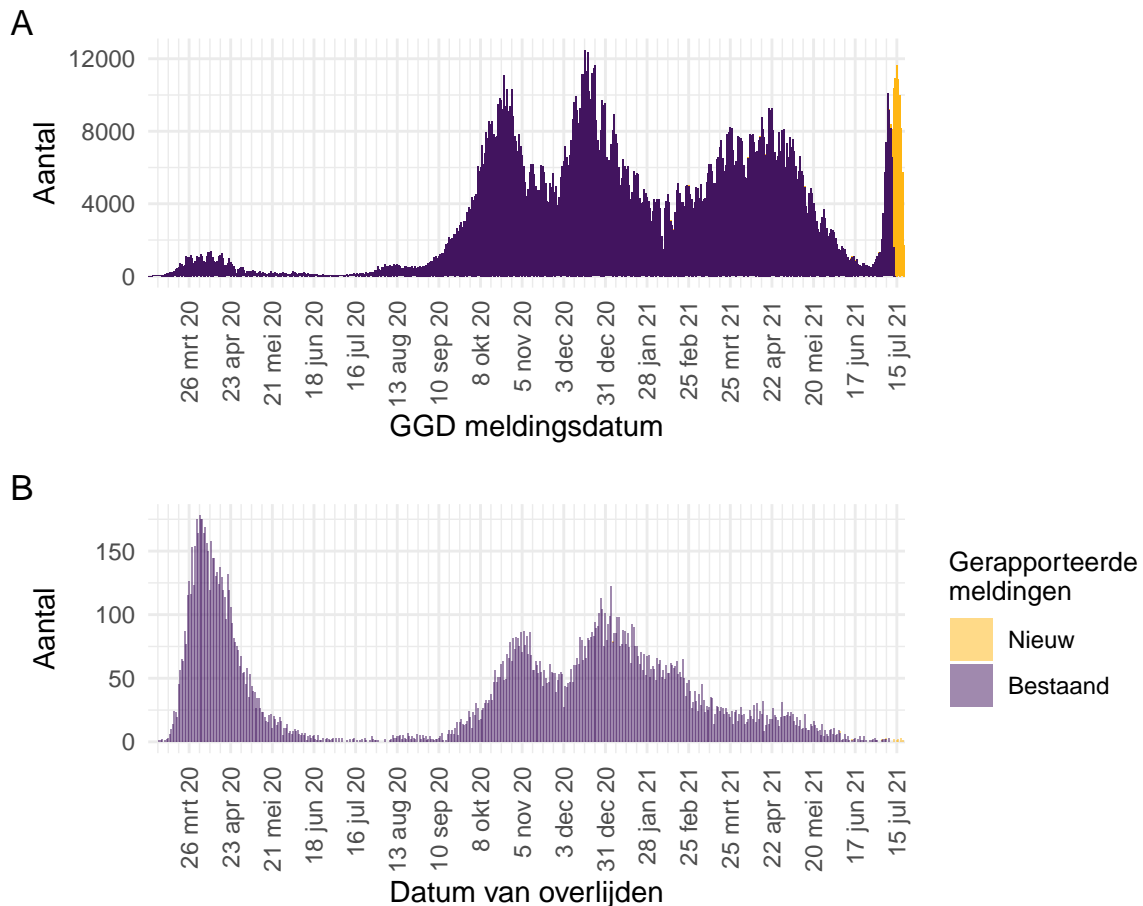 A
12000
8000
4000
0
Aantal
26 mrt 20
23 apr 20
21 mei 20
18 jun 20
16 jul 20
13 aug 20
10 sep 20
8 okt 20
5 nov 20
3 dec 20
31 dec 20
28 jan 21
25 feb 21
25 mrt 21
22 apr 21
20 mei 21
17 jun 21
15 jul 21
GGD meldingsdatum
B
150
100
50
0
Aantal
26 mrt 20
23 apr 20
21 mei 20
18 jun 20
16 jul 20
13 aug 20
10 sep 20
8 okt 20
5 nov 20
3 dec 20
31 dec 20
28 jan 21
25 feb 21
25 mrt 21
22 apr 21
20 mei 21
17 jun 21
15 jul 21
Datum van overlijden
Gerapporteerde
meldingen
Nieuw
Bestaand